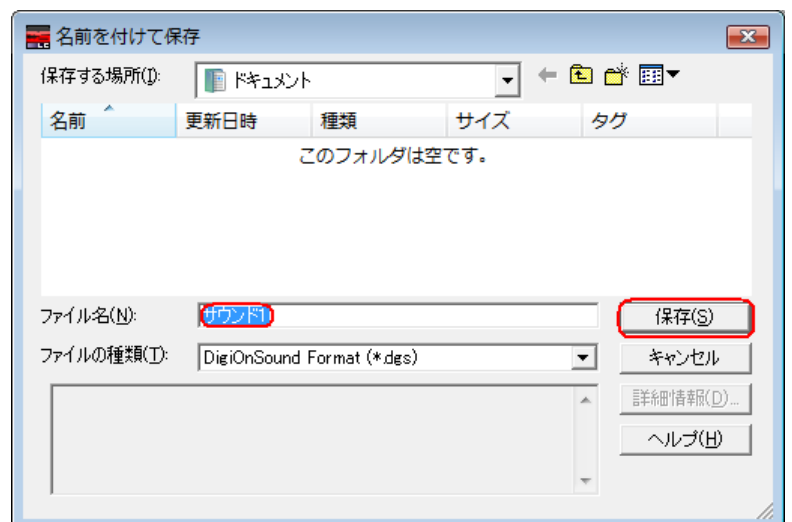 名前を付けて保存
保存する場所(I): ドキュメント
名前 更新日時 種類 サイズ タグ
このフォルダは空です。
ファイル名(N): サウンド1 保存(S)
ファイルの種類(T): DigiOnSound Format (*.dgs) キャンセル
詳細情報(D)...
ヘルプ(H)